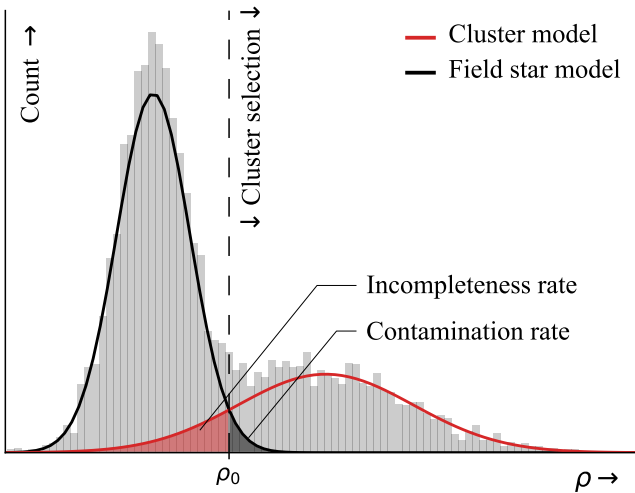 Count →
→ Cluster selection →
Cluster model
Field star model
Incompleteness rate
Contamination rate
ρ₀
ρ →